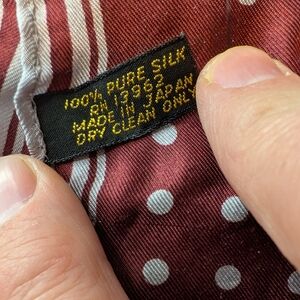 100% PURE SILK
RN 13962
MADE IN JAPAN
DRY CLEAN ONLY